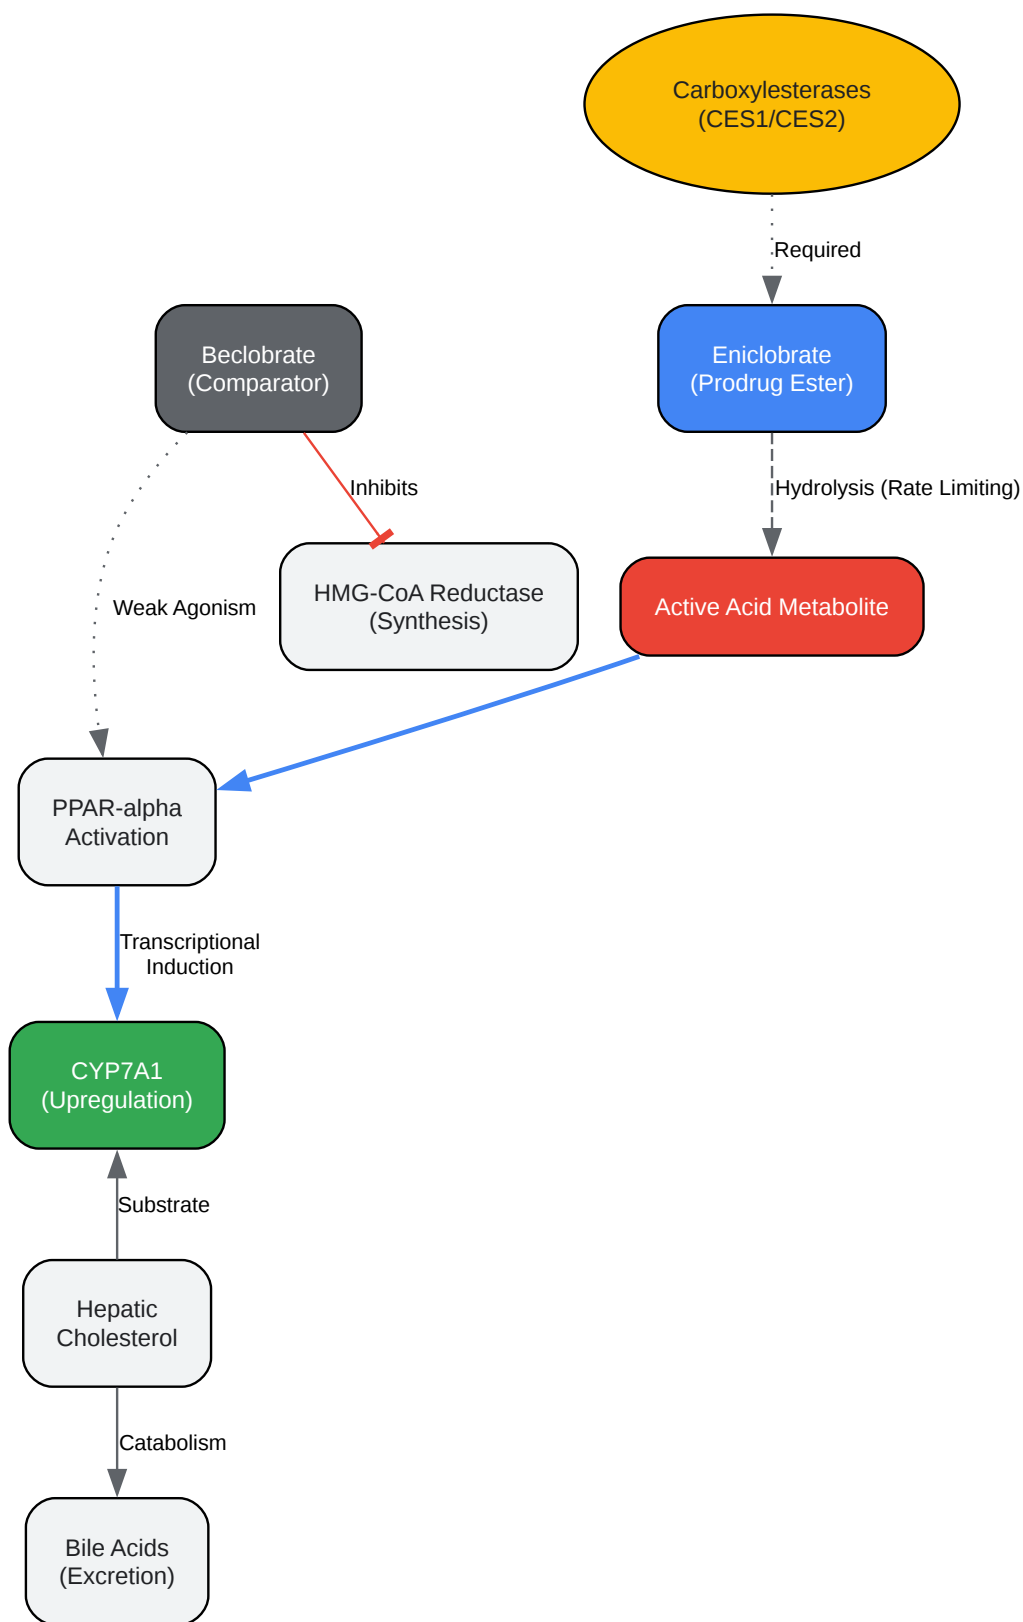 Carboxylesterases
(CES1/CES2)
Required
Beclobrate
(Comparator)
Eniclobrate
(Prodrug Ester)
Inhibits
Hydrolysis (Rate Limiting)
HMG-CoA Reductase
(Synthesis)
Weak Agonism
Active Acid Metabolite
PPAR-alpha
Activation
Transcriptional
Induction
CYP7A1
(Upregulation)
Substrate
Hepatic
Cholesterol
Catabolism
Bile Acids
(Excretion)